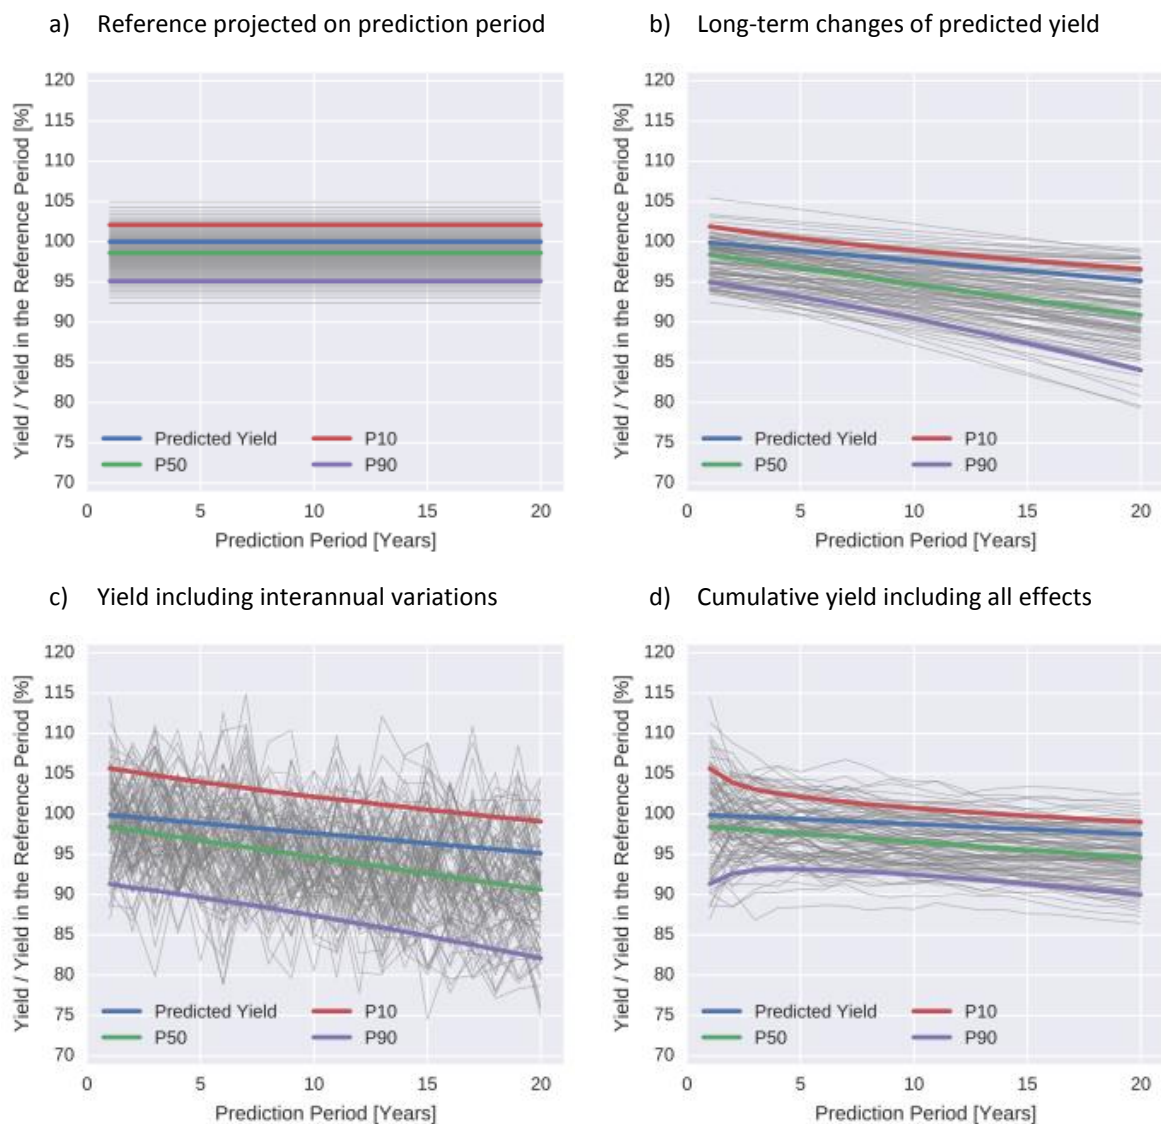 a) Reference projected on prediction period
b) Long-term changes of predicted yield
Yield / Yield in the Reference Period [%]
120
115
110
105
100
95
90
85
80
75
70
Predicted Yield
P10
P50
P90
0 5 10 15 20
Prediction Period [Years]
Yield / Yield in the Reference Period [%]
120
115
110
105
100
95
90
85
80
75
70
Predicted Yield
P10
P50
P90
0 5 10 15 20
Prediction Period [Years]
c) Yield including interannual variations
d) Cumulative yield including all effects
Yield / Yield in the Reference Period [%]
120
115
110
105
100
95
90
85
80
75
70
Predicted Yield
P10
P50
P90
0 5 10 15 20
Prediction Period [Years]
Yield / Yield in the Reference Period [%]
120
115
110
105
100
95
90
85
80
75
70
Predicted Yield
P10
P50
P90
0 5 10 15 20
Prediction Period [Years]